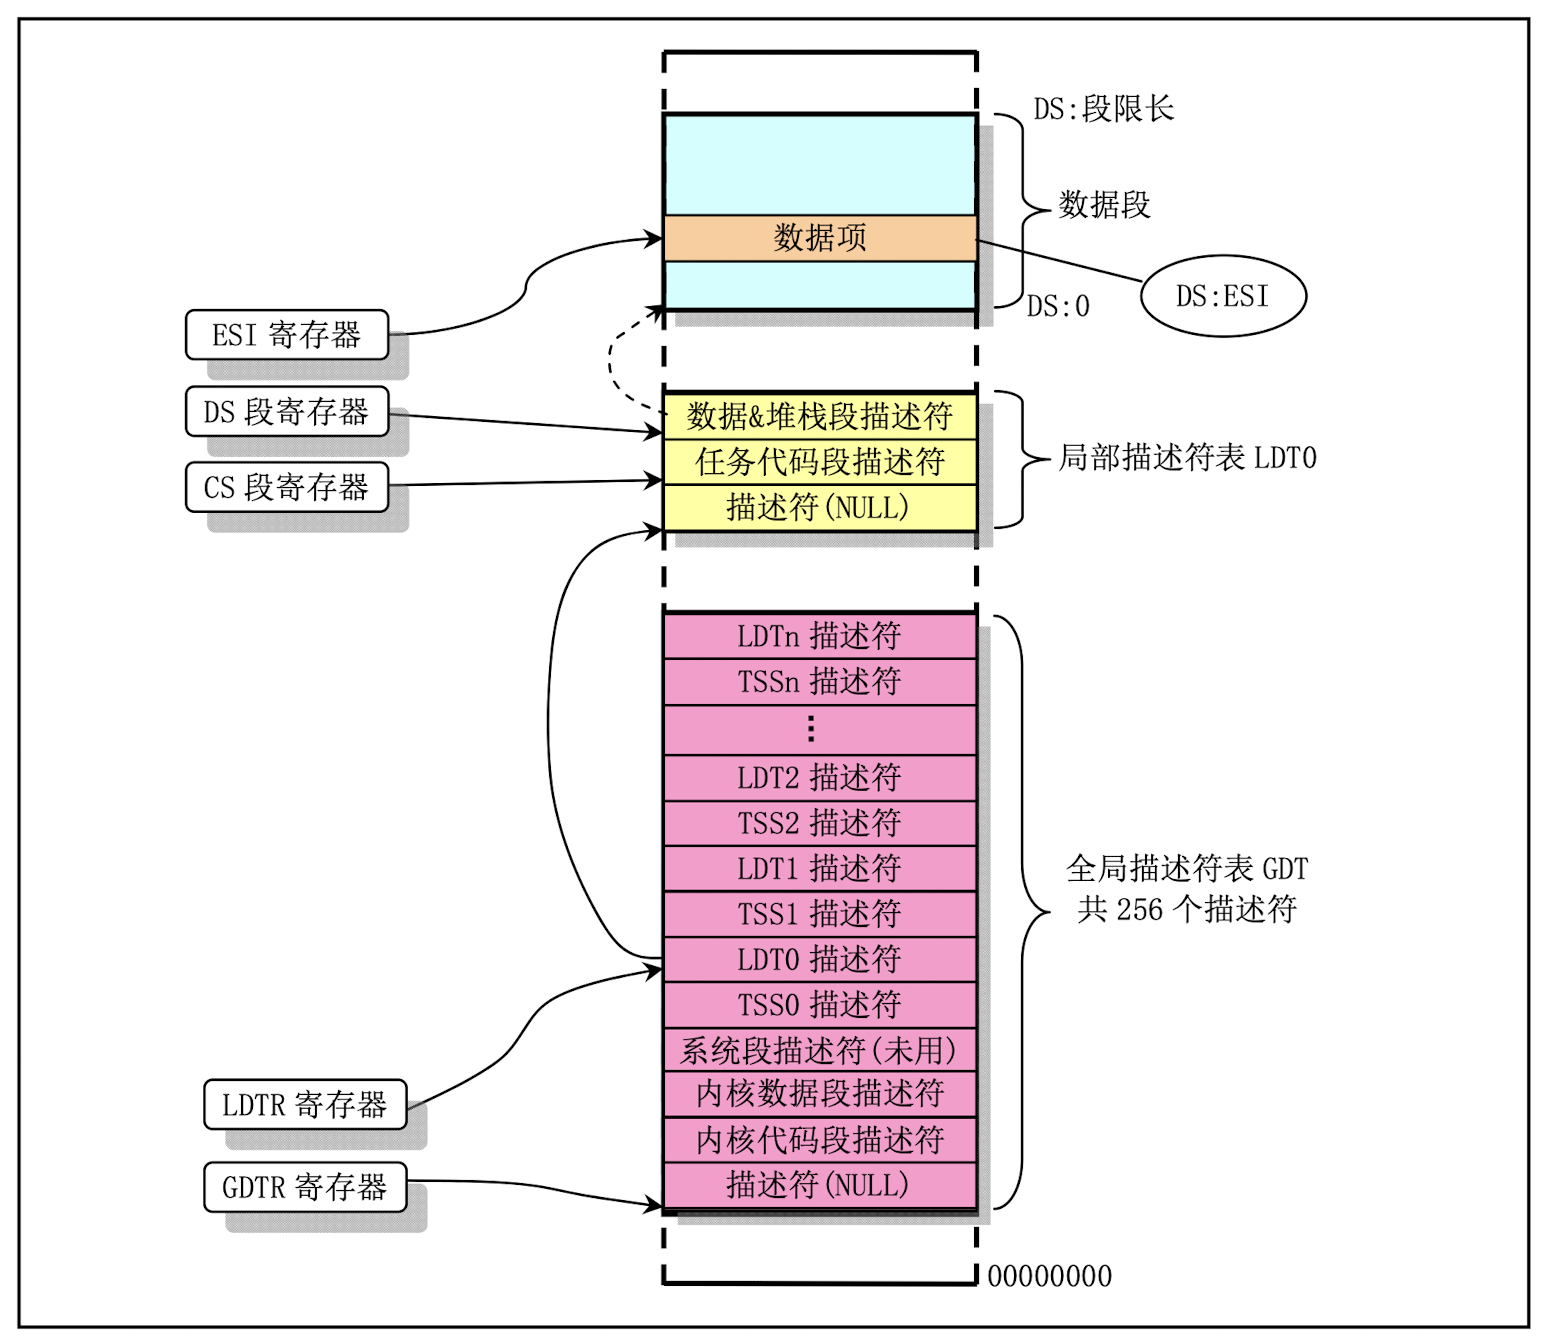 DS:段限长
数据段
数据项
DS:ESI
DS:0
ESI 寄存器
DS 段寄存器
CS 段寄存器
数据&堆栈段描述符
任务代码段描述符
描述符(NULL)
局部描述符表 LDT0
LDTn 描述符
TSSn 描述符
⋮
LDT2 描述符
TSS2 描述符
LDT1 描述符
TSS1 描述符
LDT0 描述符
TSS0 描述符
系统段描述符(未用)
内核数据段描述符
内核代码段描述符
描述符(NULL)
全局描述符表 GDT
共 256 个描述符
LDTR 寄存器
GDTR 寄存器
00000000